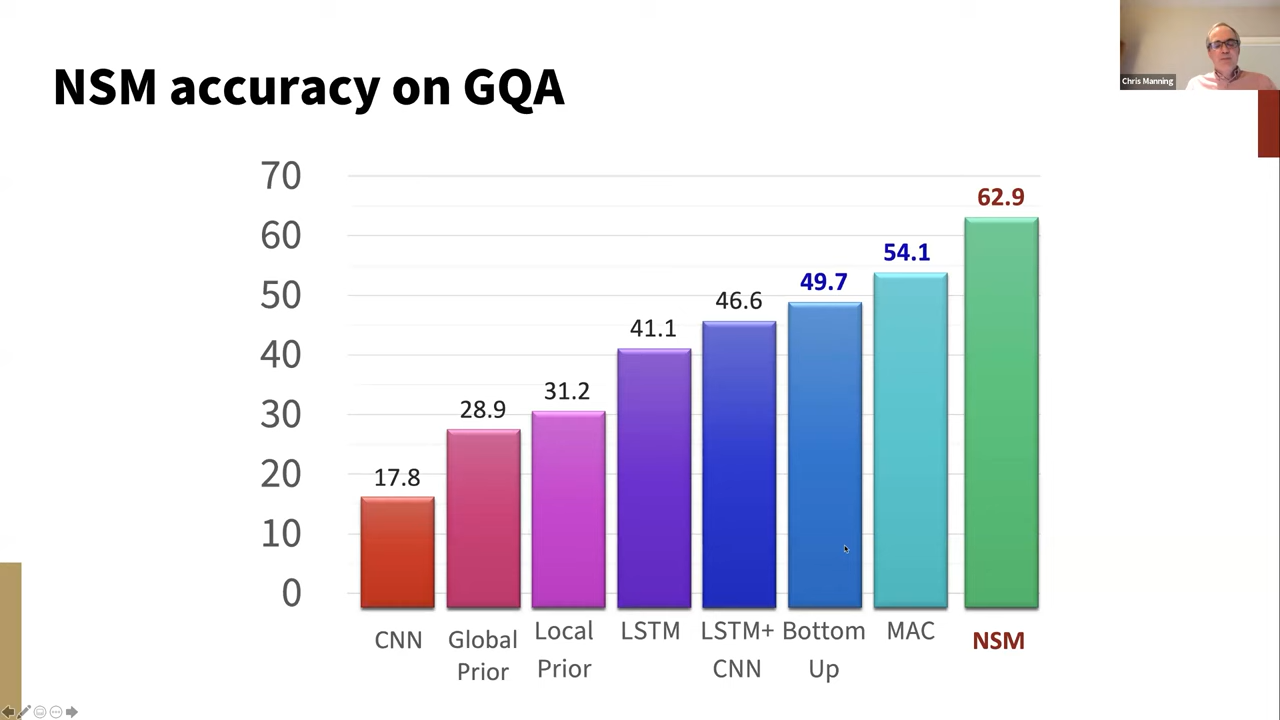 NSM accuracy on GQA
Chris Manning
70
60
50
40
30
20
10
0
17.8
28.9
31.2
41.1
46.6
49.7
54.1
62.9
CNN
Global
Prior
Local
Prior
LSTM
LSTM+
CNN
Bottom
Up
MAC
NSM